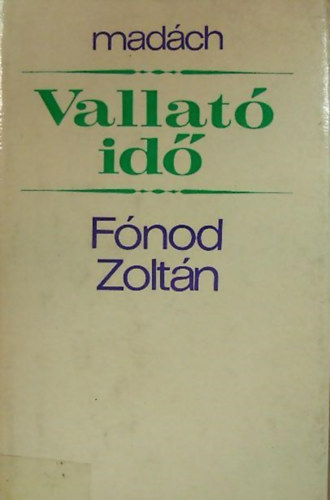 madách
Vallató
idő
Fónod
Zoltán